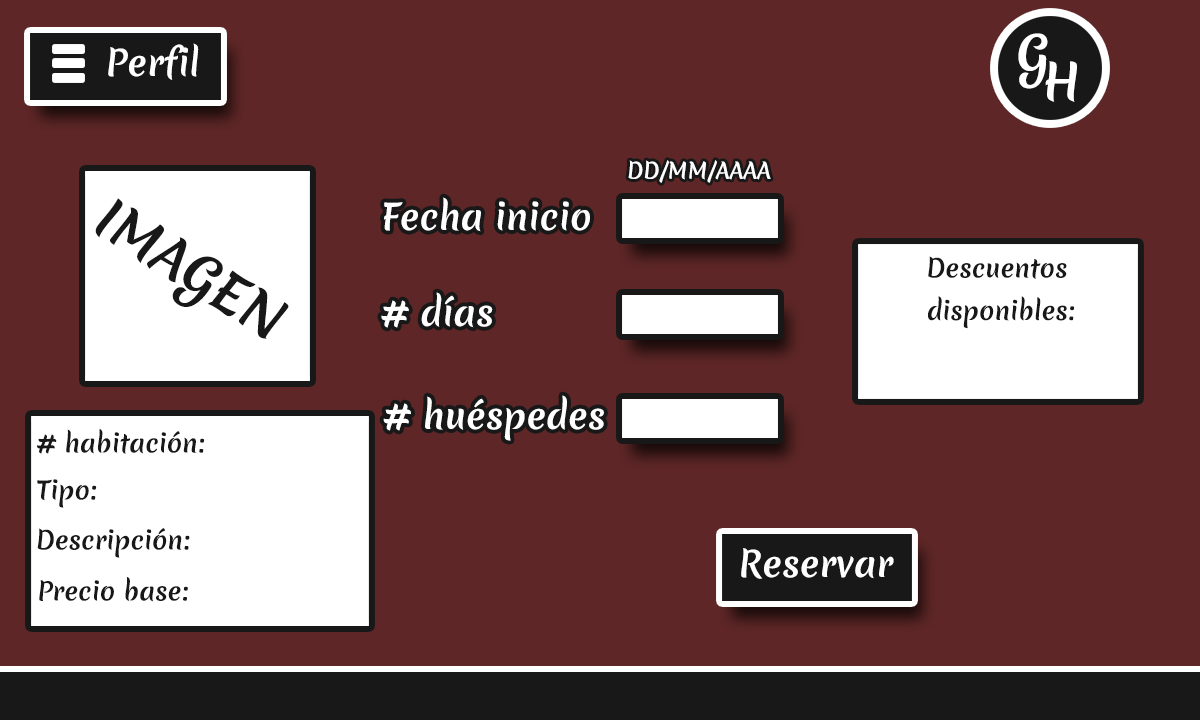 Perfil
GH
IMAGEN
DD/MM/AAAA
Fecha inicio
# días
# huéspedes
Descuentos
disponibles:
# habitación:
Tipo:
Descripción:
Precio base:
Reservar